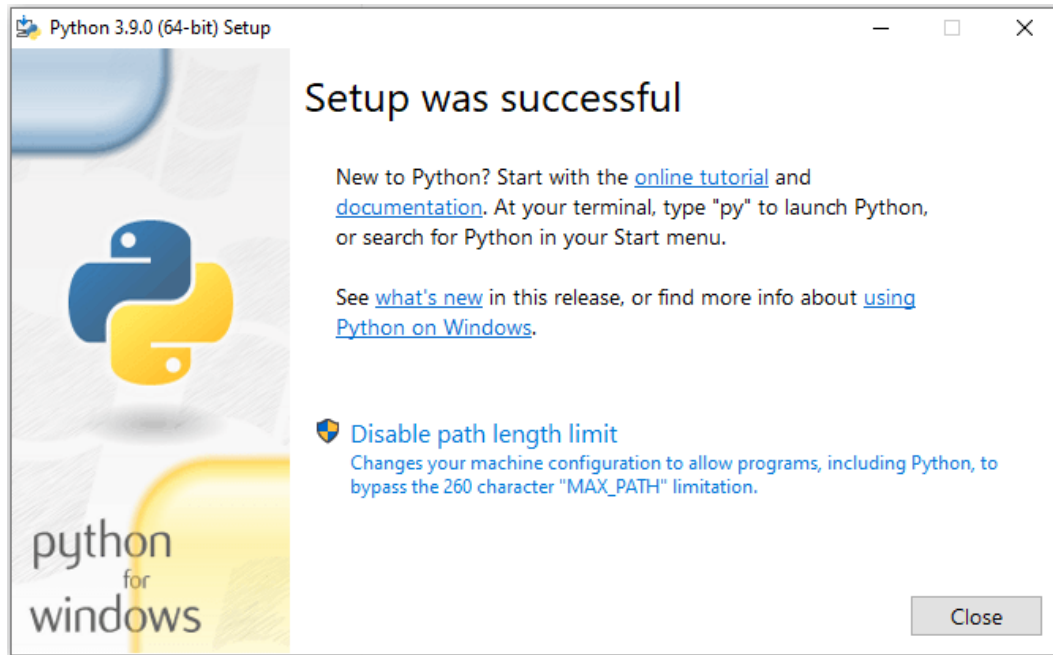 Python 3.9.0 (64-bit) Setup
Setup was successful
New to Python? Start with the online tutorial and
documentation. At your terminal, type "py" to launch Python,
or search for Python in your Start menu.
See what's new in this release, or find more info about using
Python on Windows.
Disable path length limit
Changes your machine configuration to allow programs, including Python, to
bypass the 260 character "MAX_PATH" limitation.
python
for
windows
Close